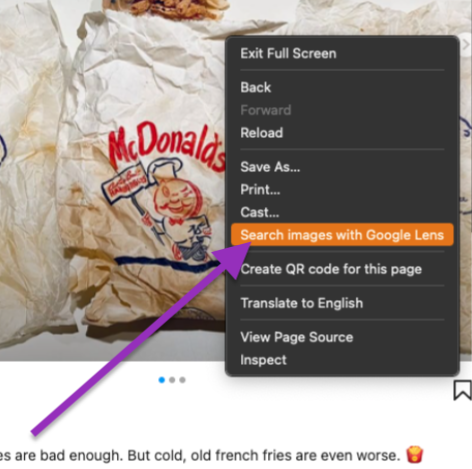 McDonald's
Exit Full Screen
Back
Forward
Reload
Save As...
Print...
Cast...
Search images with Google Lens
Create QR code for this page
Translate to English
View Page Source
Inspect
es are bad enough. But cold, old french fries are even worse. 🍟